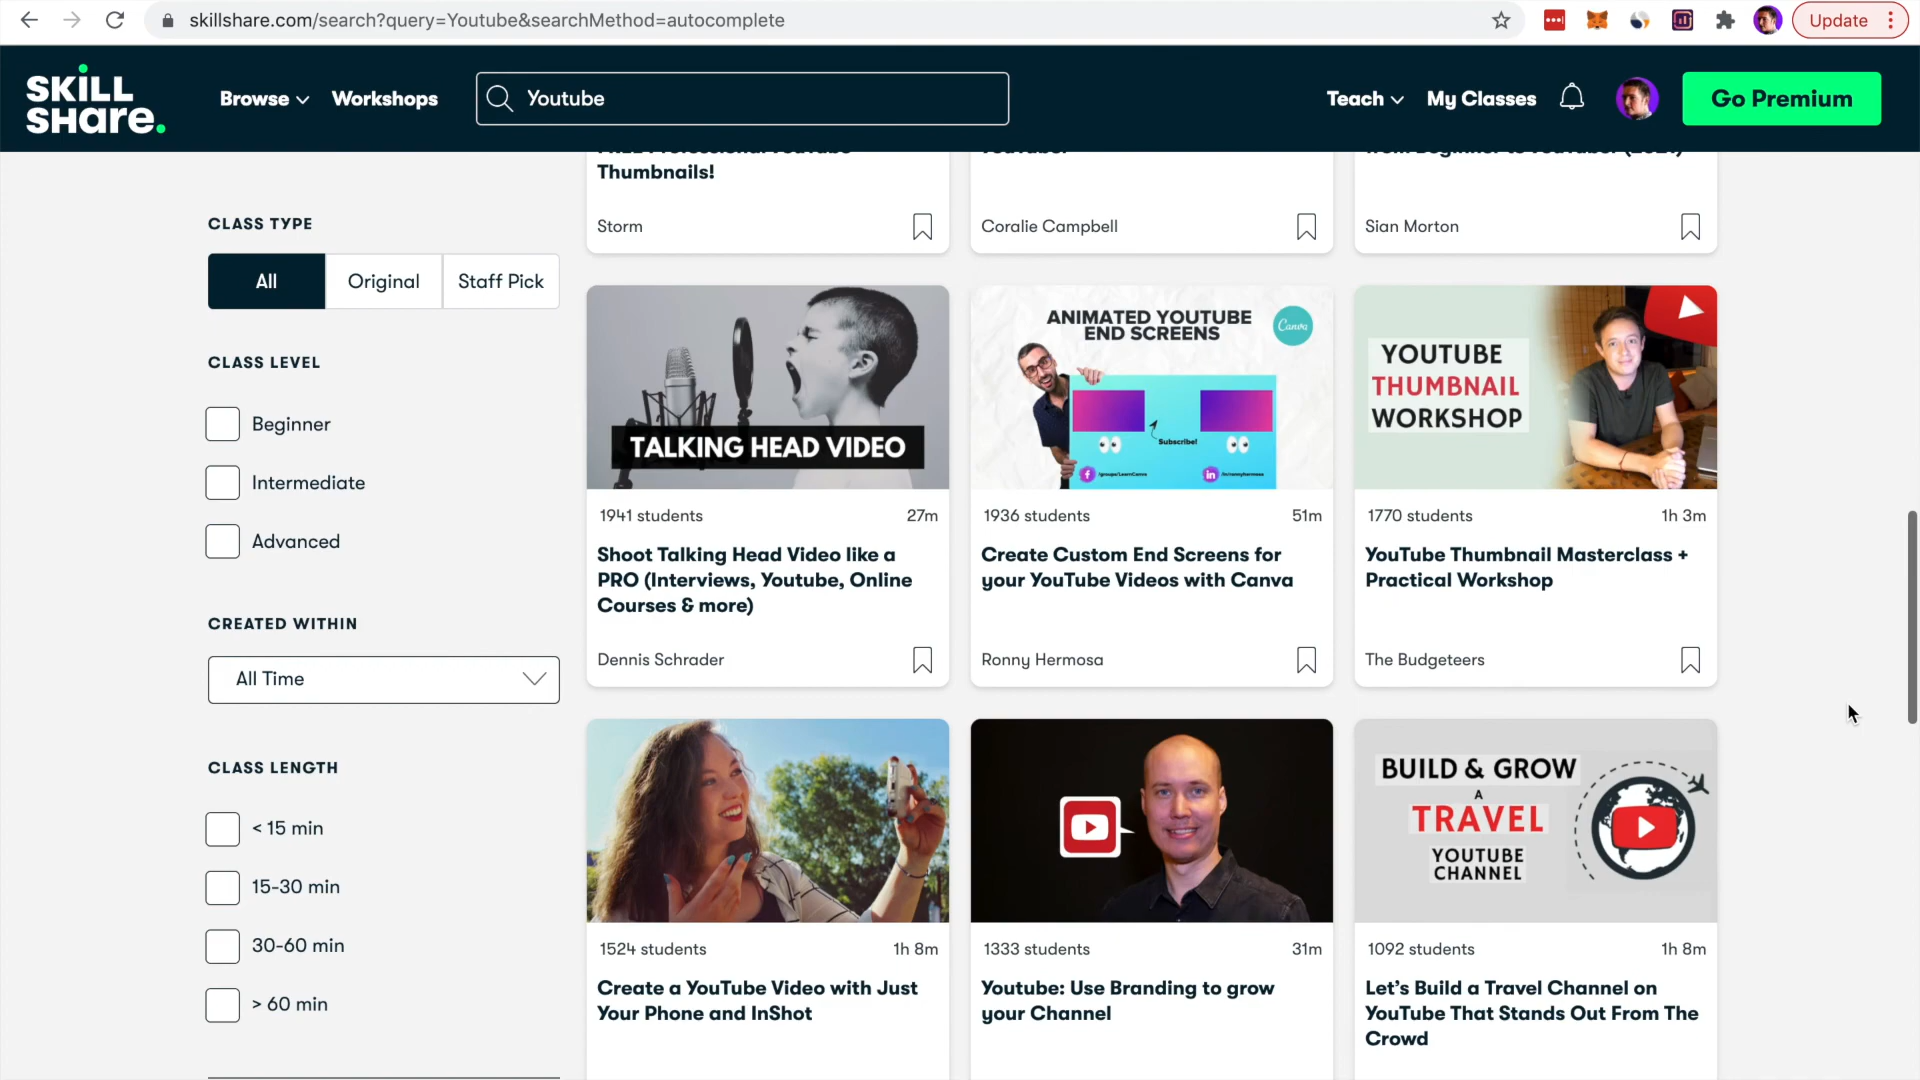 skillshare.com/search?query=Youtube&searchMethod=autocomplete
Update
SKILL
SHare.
Browse
Workshops
Youtube
Teach
My Classes
Go Premium
Thumbnails!
Storm
Coralie Campbell
Sian Morton
CLASS TYPE
All
Original
Staff Pick
CLASS LEVEL
Beginner
Intermediate
Advanced
CREATED WITHIN
All Time
CLASS LENGTH
< 15 min
15-30 min
30-60 min
> 60 min
TALKING HEAD VIDEO
1941 students
27m
Shoot Talking Head Video like a
PRO (Interviews, Youtube, Online
Courses & more)
Dennis Schrader
ANIMATED YOUTUBE
END SCREENS
Canva
Subscribe!
1936 students
51m
Create Custom End Screens for
your YouTube Videos with Canva
Ronny Hermosa
YOUTUBE
THUMBNAIL
WORKSHOP
1770 students
1h 3m
YouTube Thumbnail Masterclass +
Practical Workshop
The Budgeteers
1524 students
1h 8m
Create a YouTube Video with Just
Your Phone and InShot
1333 students
31m
Youtube: Use Branding to grow
your Channel
BUILD & GROW
A
TRAVEL
YOUTUBE
CHANNEL
1092 students
1h 8m
Let's Build a Travel Channel on
YouTube That Stands Out From The
Crowd